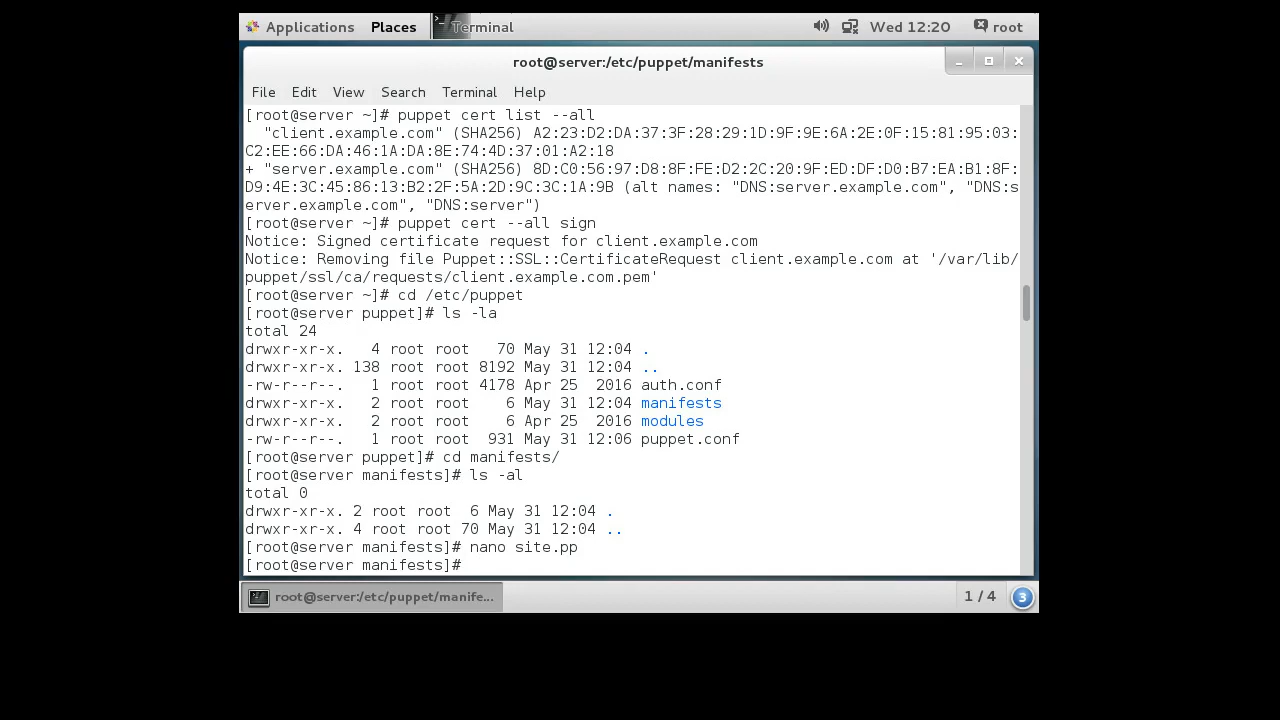 Applications Places Terminal Wed 12:20 root
root@server:/etc/puppet/manifests
File Edit View Search Terminal Help
[root@server ~]# puppet cert list --all
  "client.example.com" (SHA256) A2:23:D2:DA:37:3F:28:29:1D:9F:9E:6A:2E:0F:15:81:95:03:
C2:EE:66:DA:46:1A:DA:8E:74:4D:37:01:A2:18
+ "server.example.com" (SHA256) 8D:C0:56:97:D8:8F:FE:D2:2C:20:9F:ED:DF:D0:B7:EA:B1:8F:
D9:4E:3C:45:86:13:B2:2F:5A:2D:9C:3C:1A:9B (alt names: "DNS:server.example.com", "DNS:s
erver.example.com", "DNS:server")
[root@server ~]# puppet cert --all sign
Notice: Signed certificate request for client.example.com
Notice: Removing file Puppet::SSL::CertificateRequest client.example.com at '/var/lib/
puppet/ssl/ca/requests/client.example.com.pem'
[root@server ~]# cd /etc/puppet
[root@server puppet]# ls -la
total 24
drwxr-xr-x.   4 root root   70 May 31 12:04 .
drwxr-xr-x. 138 root root 8192 May 31 12:04 ..
-rw-r--r--.   1 root root 4178 Apr 25  2016 auth.conf
drwxr-xr-x.   2 root root    6 May 31 12:04 manifests
drwxr-xr-x.   2 root root    6 Apr 25  2016 modules
-rw-r--r--.   1 root root  931 May 31 12:06 puppet.conf
[root@server puppet]# cd manifests/
[root@server manifests]# ls -al
total 0
drwxr-xr-x. 2 root root  6 May 31 12:04 .
drwxr-xr-x. 4 root root 70 May 31 12:04 ..
[root@server manifests]# nano site.pp
[root@server manifests]#
root@server:/etc/puppet/manife... 1 / 4 3